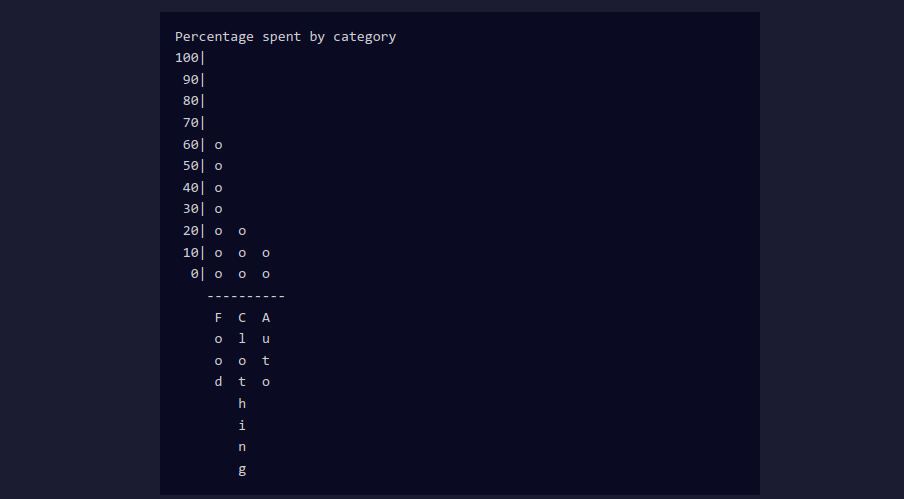 Percentage spent by category
100|
 90|
 80|
 70|
 60| o
 50| o
 40| o
 30| o
 20| o  o
 10| o  o  o
  0| o  o  o
    ----------
     F  C  A
     o  l  u
     o  o  t
     d  t  o
        h
        i
        n
        g